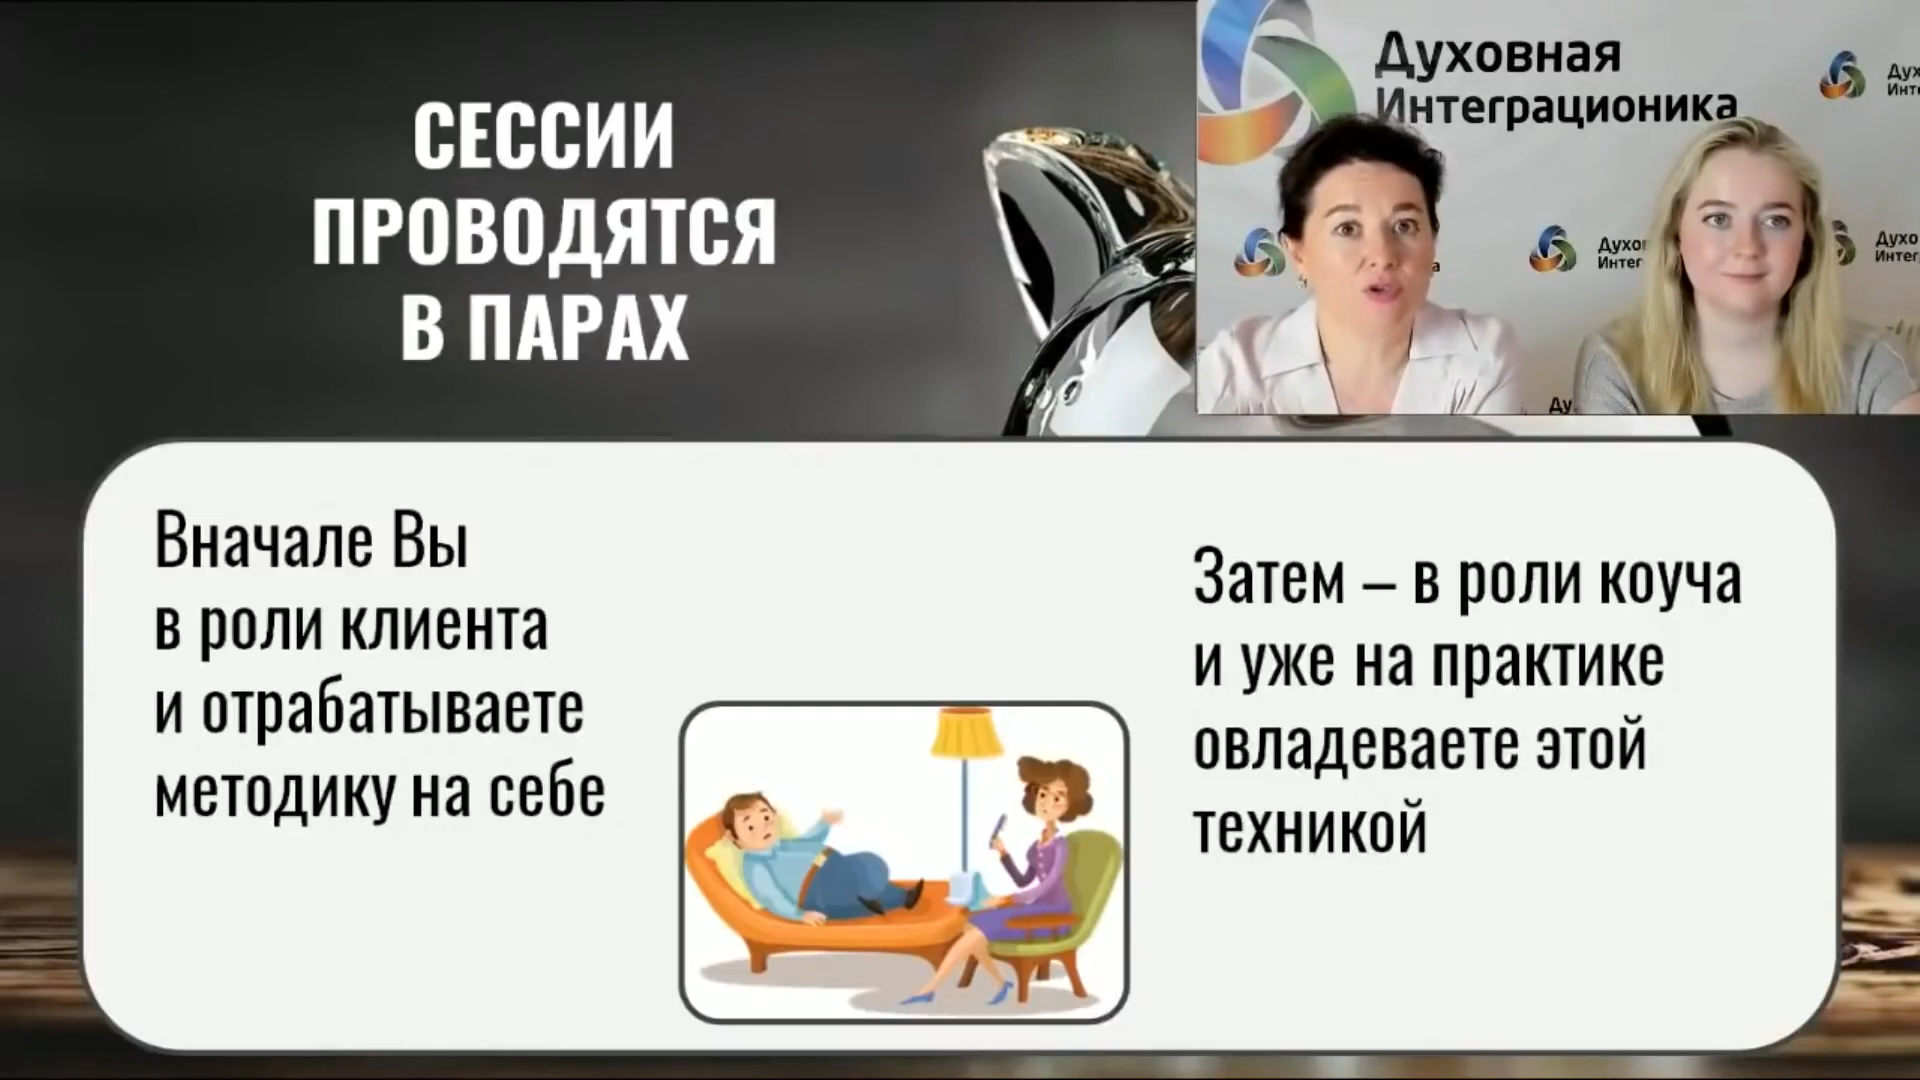 СЕССИИ
ПРОВОДЯТСЯ
В ПАРАХ
Духовная
Интеграционика
Вначале Вы
в роли клиента
и отрабатываете
методику на себе
Затем – в роли коуча
и уже на практике
овладеваете этой
техникой